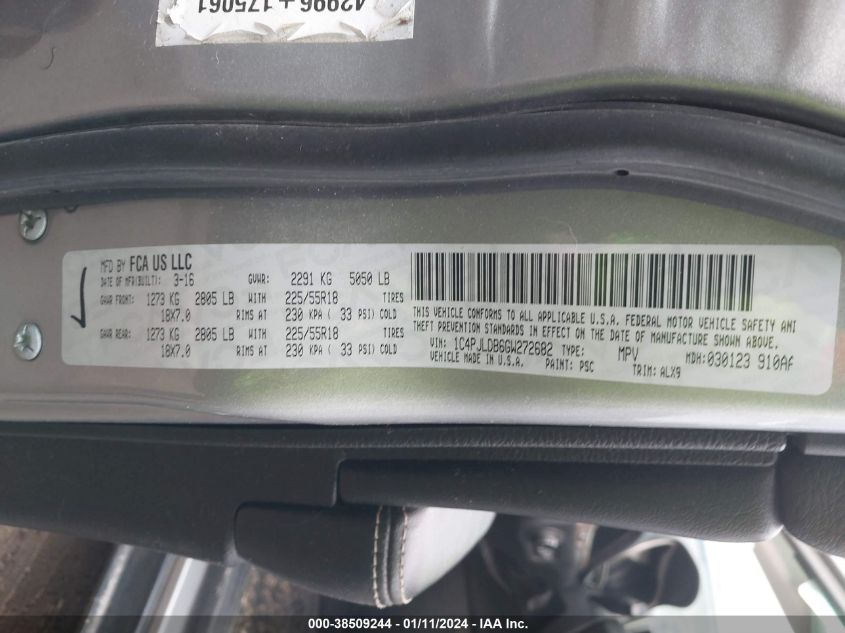 42996+175061
MFD BY FCA US LLC
DATE OF MFR(BUILT): 3-16 GVWR: 2291 KG 5050 LB
GAWR FRONT: 1273 KG 2805 LB WITH 225/55R18 TIRES
18X7.0 RIMS AT 230 KPA ( 33 PSI) COLD
GAWR REAR: 1273 KG 2805 LB WITH 225/55R18 TIRES
18X7.0 RIMS AT 230 KPA ( 33 PSI) COLD
THIS VEHICLE CONFORMS TO ALL APPLICABLE U.S.A. FEDERAL MOTOR VEHICLE SAFETY AND
THEFT PREVENTION STANDARDS IN EFFECT ON THE DATE OF MANUFACTURE SHOWN ABOVE.
VIN: 1C4PJLDB6GW272682 TYPE: MPV MDH: 030123 910AF
VEHICLE MADE IN U.S.A. PAINT: PSC TRIM: ALX9
000-38509244 - 01/11/2024 - IAA Inc.